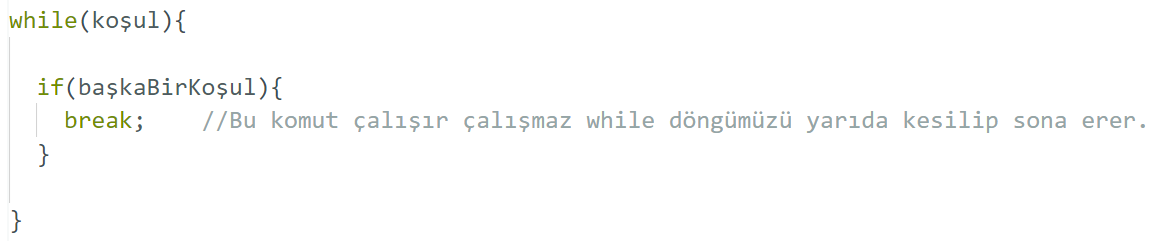 while(koşul){
if(başkaBirKoşul){
break; //Bu komut çalışır çalışmaz while döngümüzü yarıda kesilip sona erer.
}
}